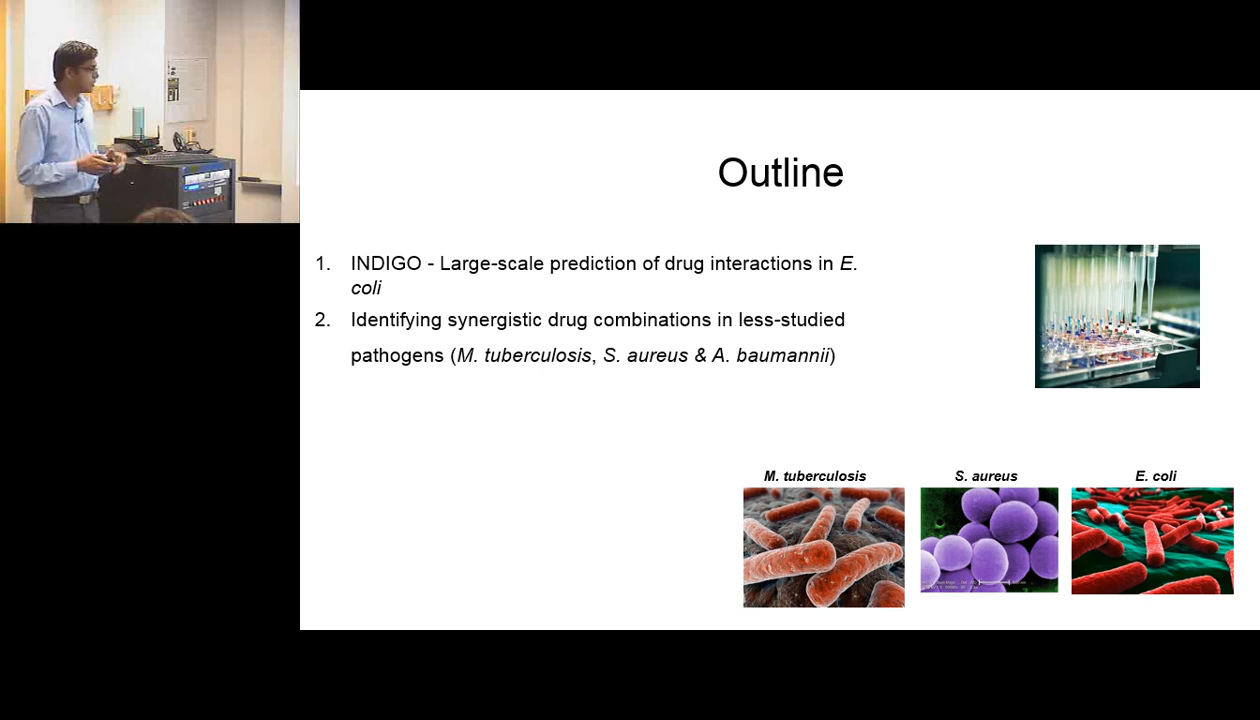 Outline
1. INDIGO - Large-scale prediction of drug interactions in E.
coli
2. Identifying synergistic drug combinations in less-studied
pathogens (M. tuberculosis, S. aureus & A. baumannii)
M. tuberculosis
S. aureus
E. coli